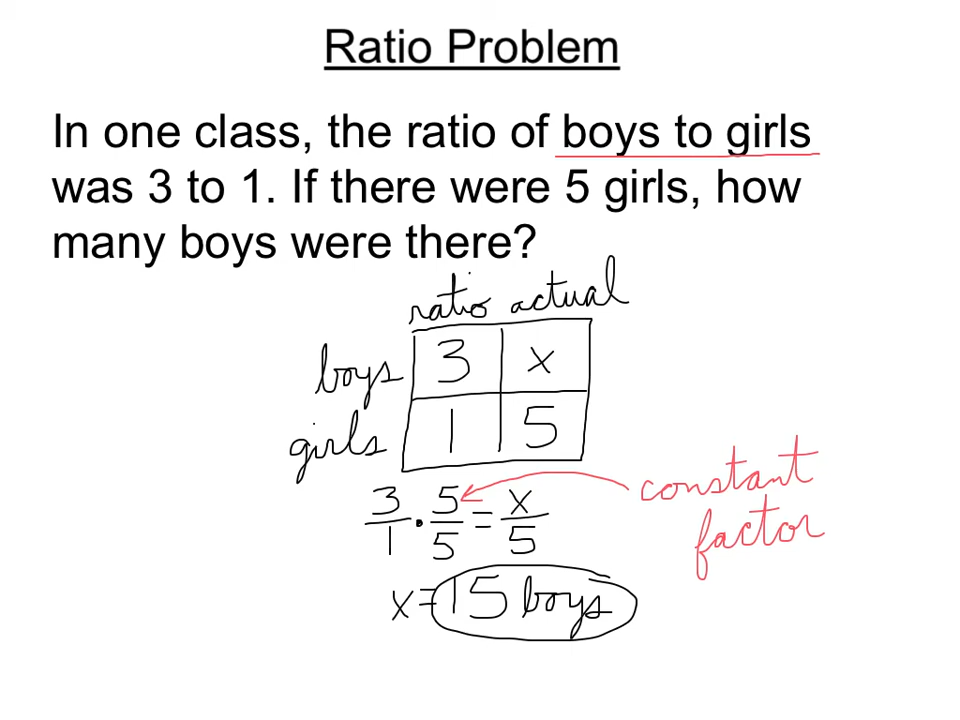 Ratio Problem
In one class, the ratio of boys to girls
was 3 to 1. If there were 5 girls, how
many boys were there?
ratio actual
boys 3 x
girls 1 5
3/1 · 5/5 = x/5
constant
factor
x = 15 boys